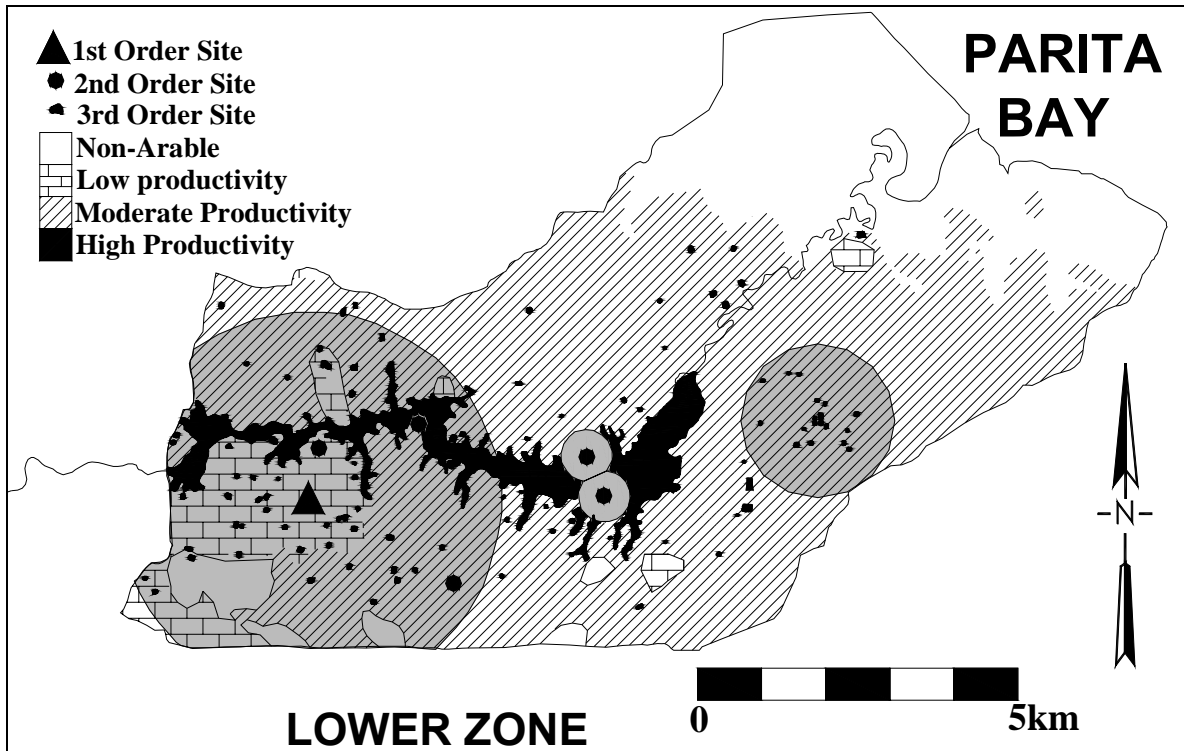 1st Order Site
2nd Order Site
3rd Order Site
Non-Arable
Low productivity
Moderate Productivity
High Productivity
PARITA
BAY
N
0 5km
LOWER ZONE